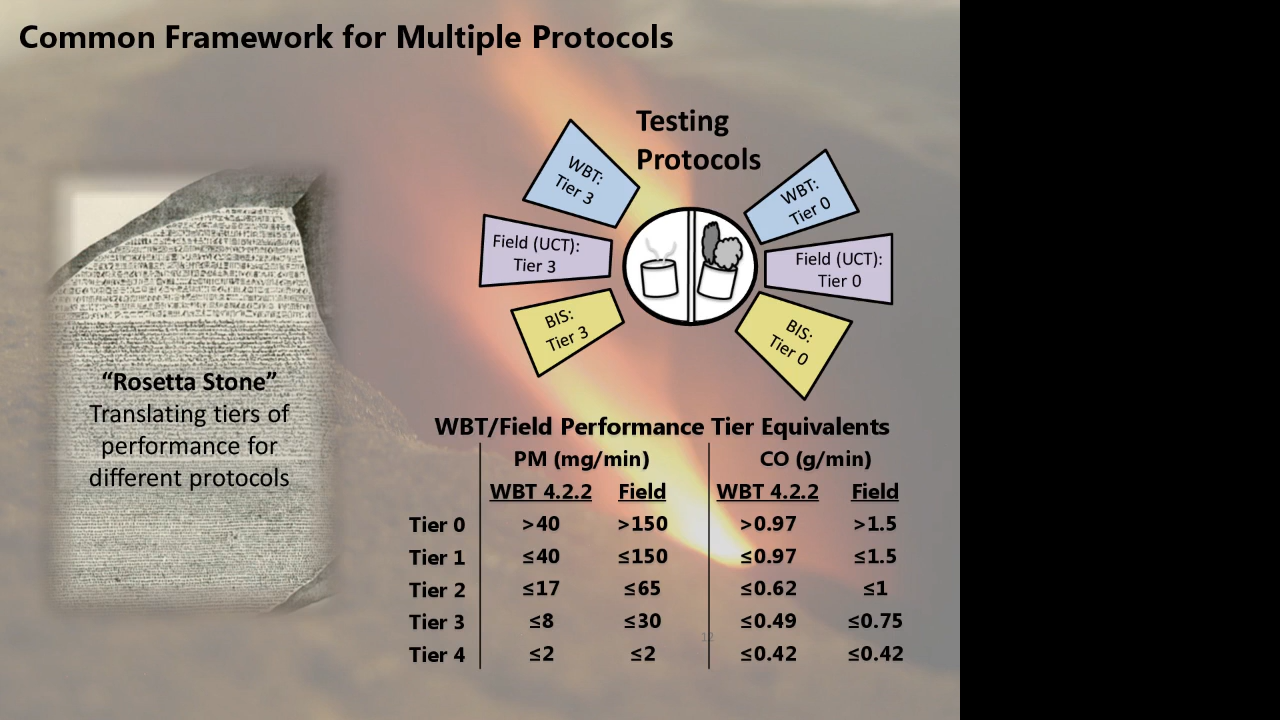 Common Framework for Multiple Protocols
Testing
Protocols
WBT:
Tier 3
WBT:
Tier 0
Field (UCT):
Tier 3
Field (UCT):
Tier 0
BIS:
Tier 3
BIS:
Tier 0
“Rosetta Stone”
Translating tiers of
performance for
different protocols
WBT/Field Performance Tier Equivalents
PM (mg/min) CO (g/min)
WBT 4.2.2 Field WBT 4.2.2 Field
Tier 0 >40 >150 >0.97 >1.5
Tier 1 ≤40 ≤150 ≤0.97 ≤1.5
Tier 2 ≤17 ≤65 ≤0.62 ≤1
Tier 3 ≤8 ≤30 ≤0.49 ≤0.75
12
Tier 4 ≤2 ≤2 ≤0.42 ≤0.42